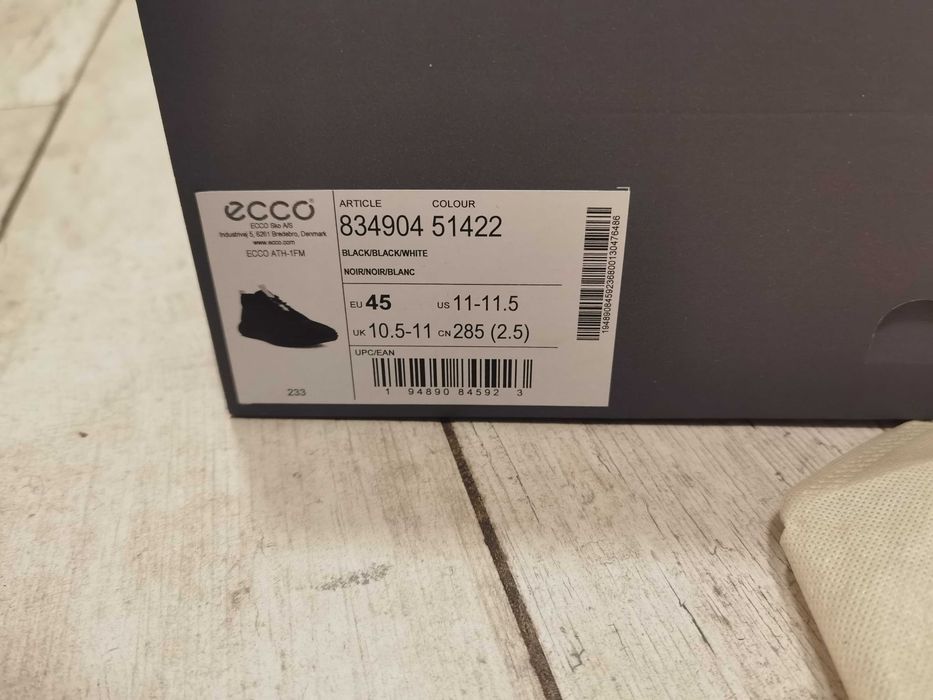 ecco®
ECCO Sko A/S
Industrivej 5, 6261 Bredebro, Denmark
www.ecco.com
ECCO ATH-1FM
233
ARTICLE COLOUR
834904 51422
BLACK/BLACK/WHITE
NOIR/NOIR/BLANC
EU 45 US 11-11.5
UK 10.5-11 CN 285 (2.5)
UPC/EAN
1 94890 84592 3
19489084592368001304 76486